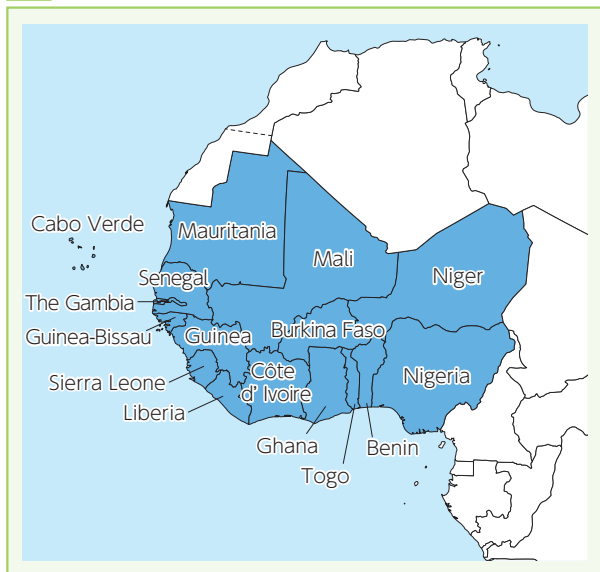 Cabo Verde
Mauritania
Mali
Niger
Senegal
The Gambia
Guinea-Bissau
Guinea
Burkina Faso
Sierra Leone
Côte
d' Ivoire
Nigeria
Liberia
Ghana
Benin
Togo